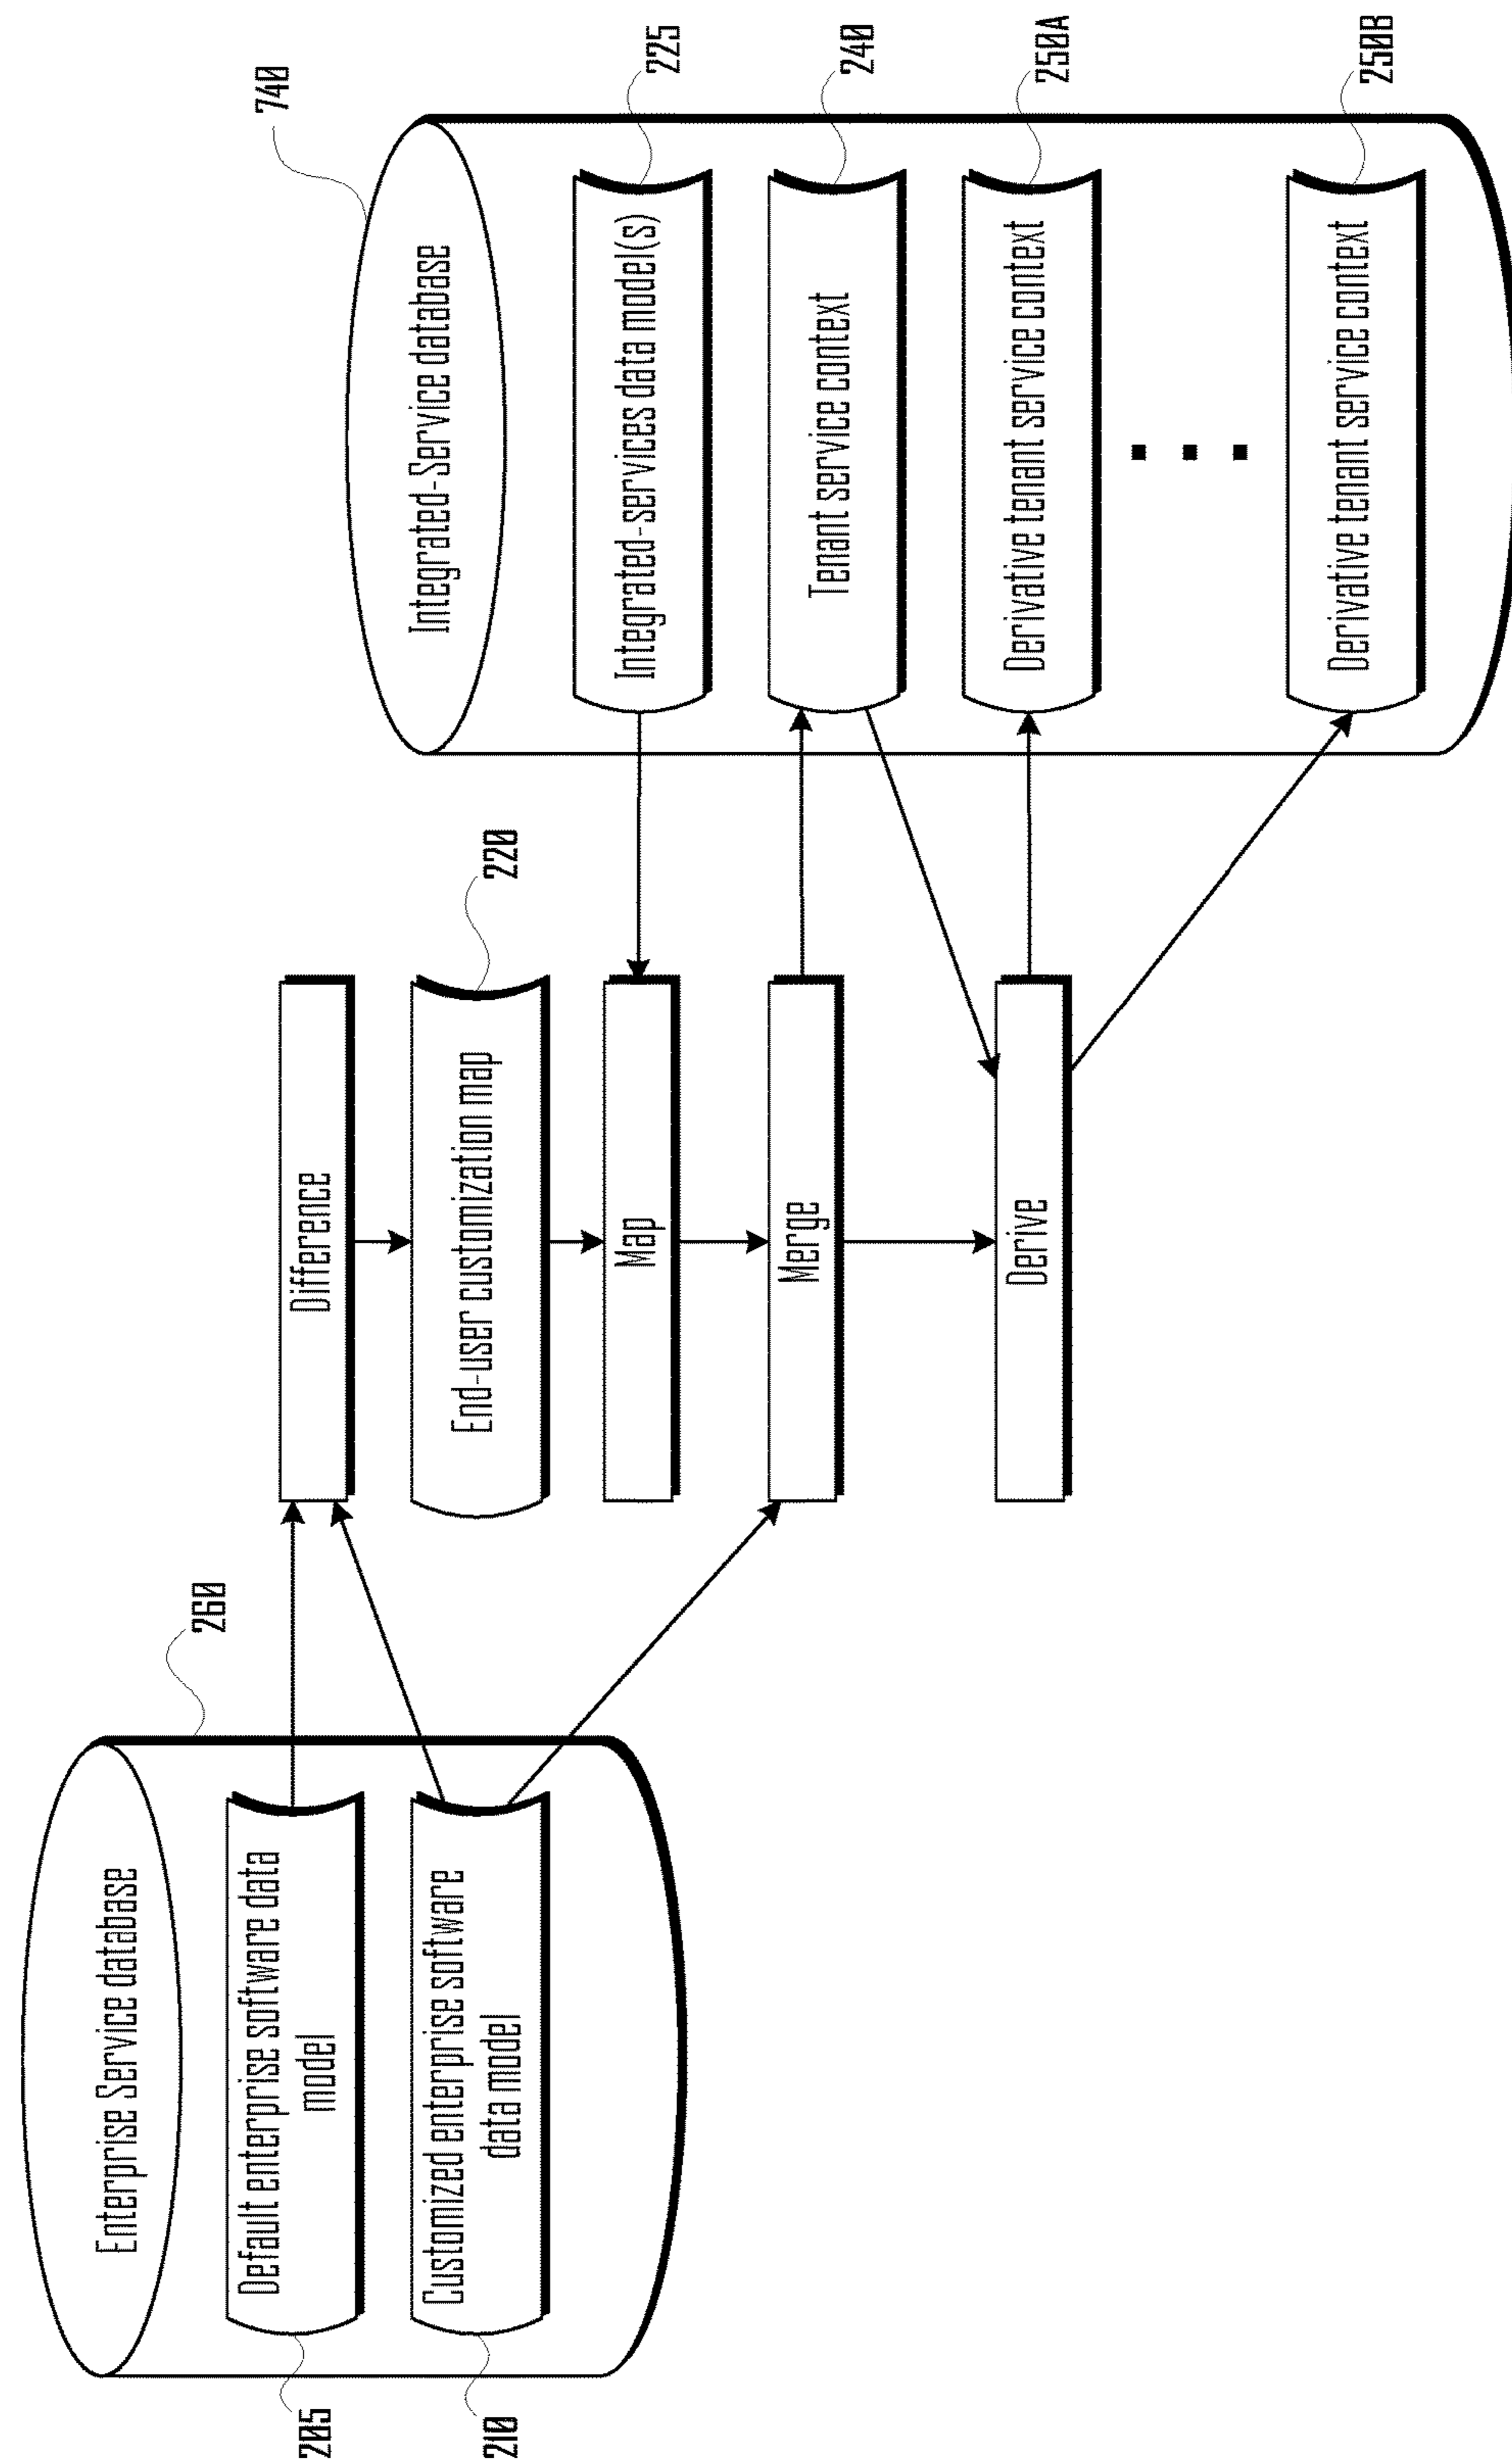 Enterprise Service database
260
205
Default enterprise software data
model
210
Customized enterprise software
data model
Difference
End-user customization map
220
Map
Merge
Derive
740
Integrated-Service database
Integrated-services data model(s)
225
Tenant service context
240
Derivative tenant service context
250A
Derivative tenant service context
250B